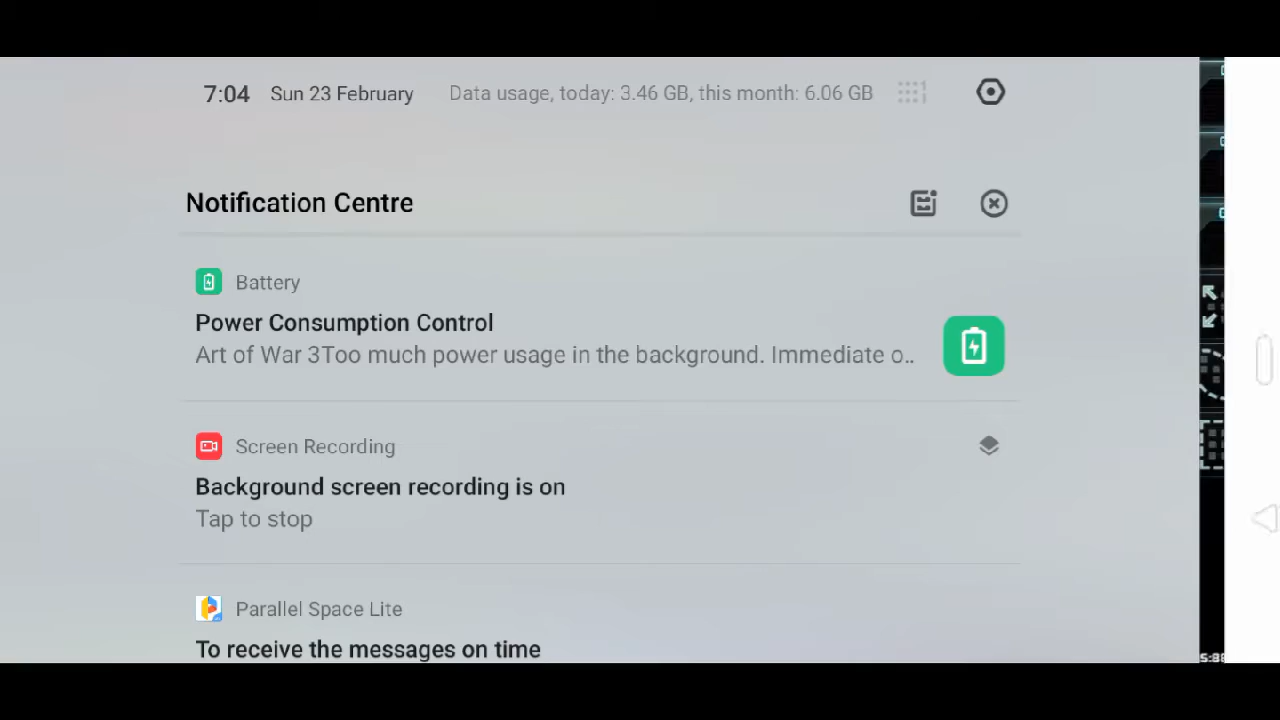 7:04 Sun 23 February Data usage, today: 3.46 GB, this month: 6.06 GB
Notification Centre
Battery
Power Consumption Control
Art of War 3Too much power usage in the background. Immediate o..
Screen Recording
Background screen recording is on
Tap to stop
Parallel Space Lite
To receive the messages on time